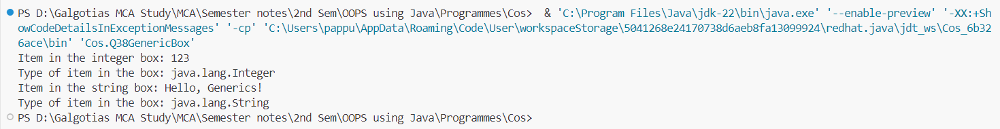 PS D:\Galgotias MCA Study\MCA\Semester notes\2nd Sem\OOPS using Java\Programmes\Cos>  & 'C:\Program Files\Java\jdk-22\bin\java.exe' '--enable-preview' '-XX:+Sh
owCodeDetailsInExceptionMessages' '-cp' 'C:\Users\pappu\AppData\Roaming\Code\User\workspaceStorage\5041268e24170738d6aeb8fa13099924\redhat.java\jdt_ws\Cos_6b32
6ace\bin' 'Cos.Q38GenericBox'
Item in the integer box: 123
Type of item in the box: java.lang.Integer
Item in the string box: Hello, Generics!
Type of item in the box: java.lang.String
PS D:\Galgotias MCA Study\MCA\Semester notes\2nd Sem\OOPS using Java\Programmes\Cos>